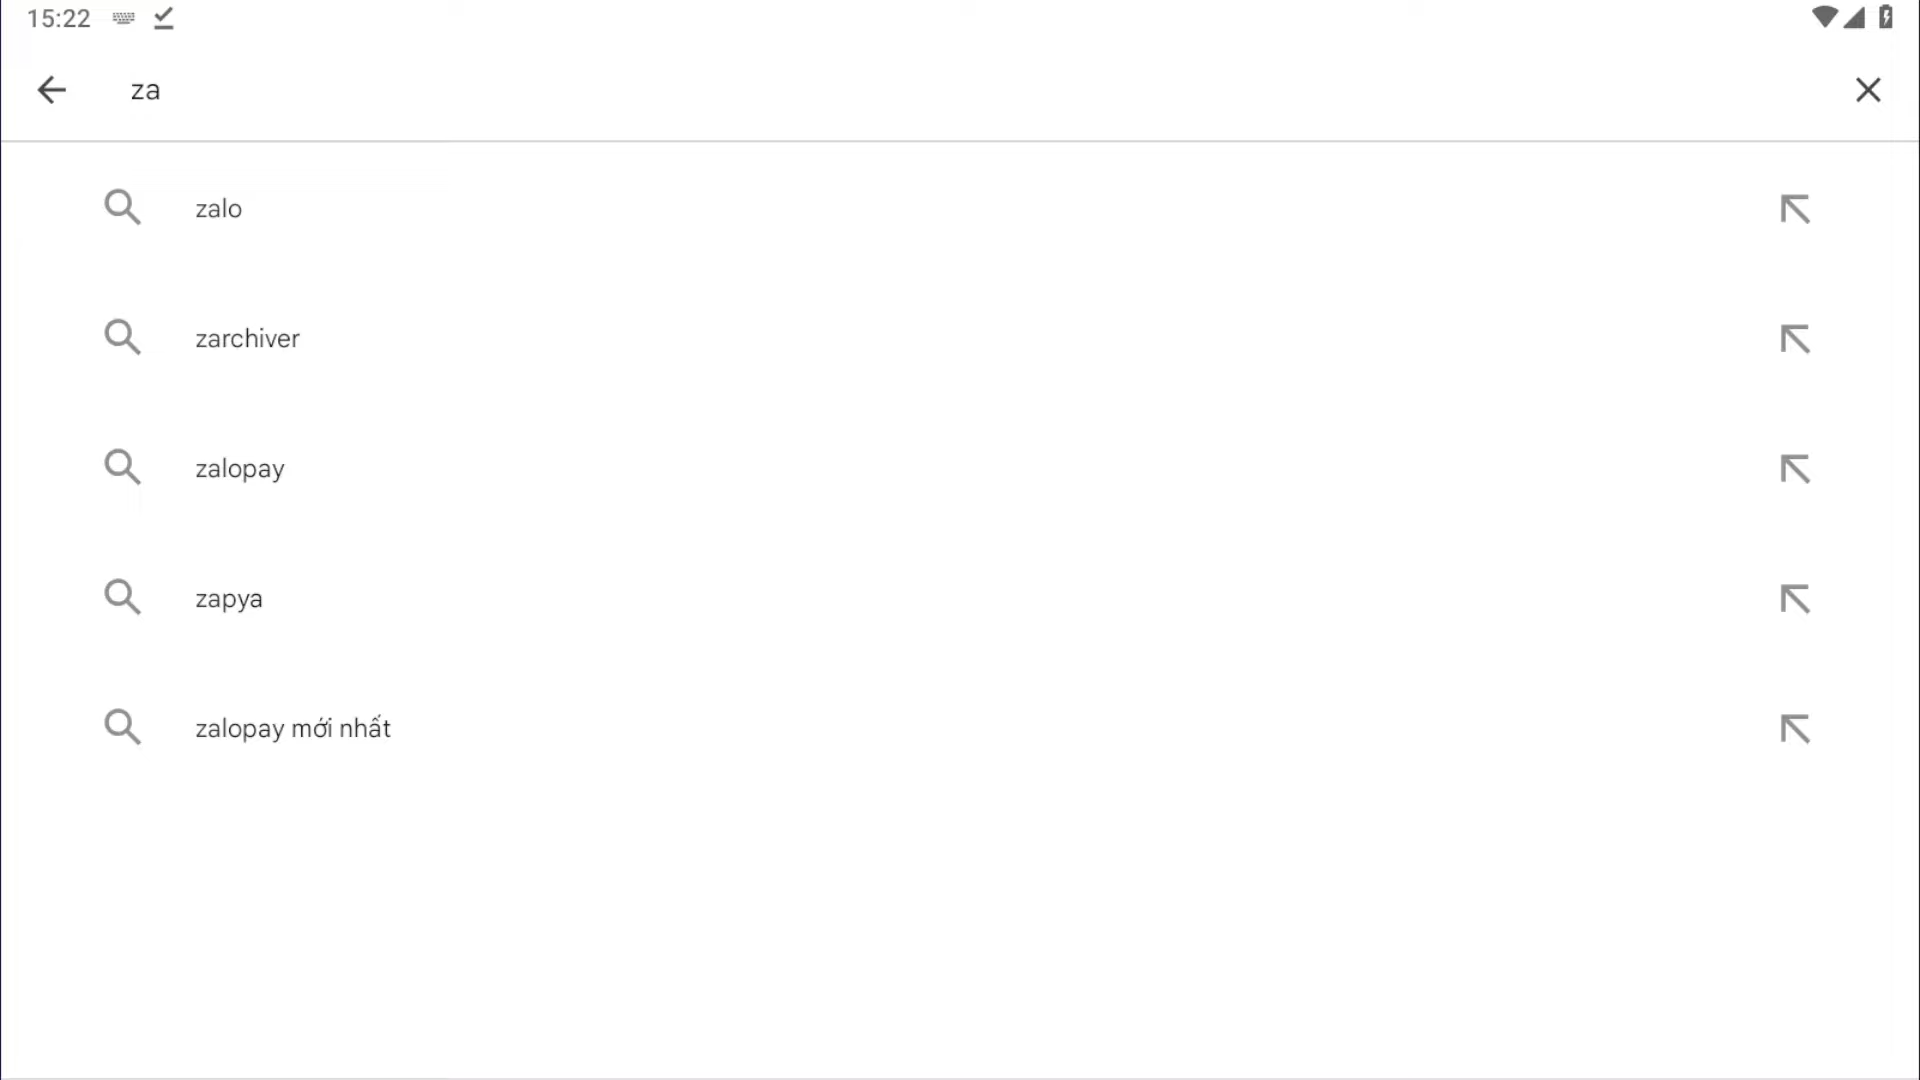 15:22
za
zalo
zarchiver
zalopay
zapya
zalopay mới nhất